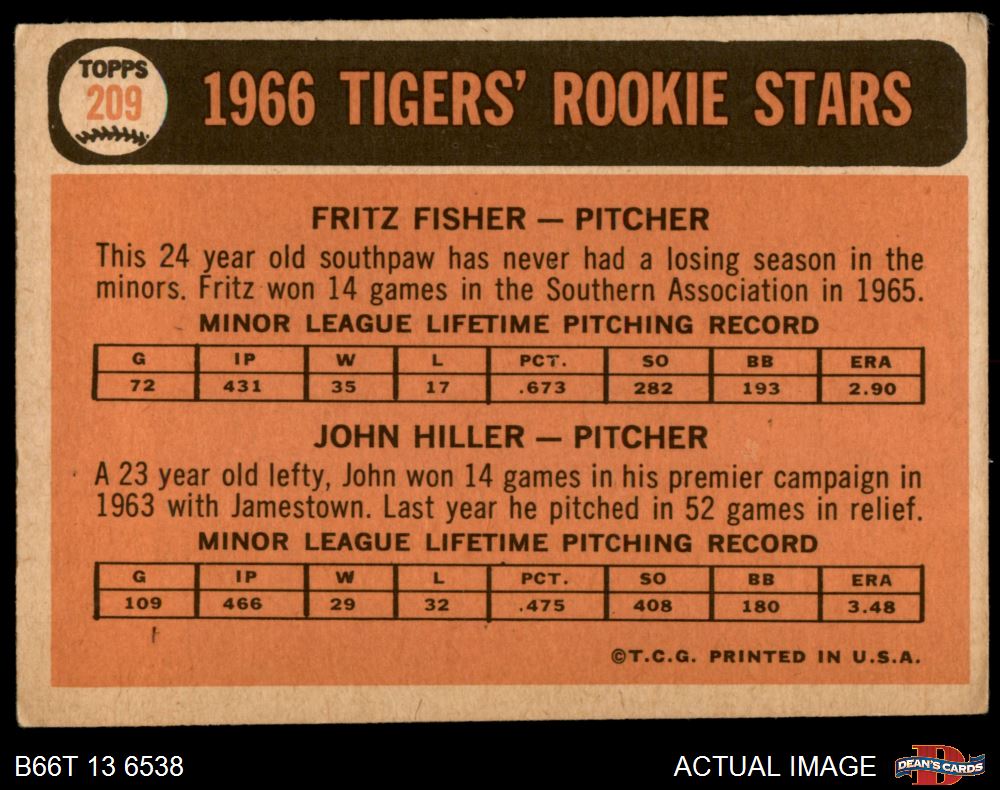 TOPPS
209
1966 TIGERS' ROOKIE STARS
FRITZ FISHER — PITCHER
This 24 year old southpaw has never had a losing season in the
minors. Fritz won 14 games in the Southern Association in 1965.
MINOR LEAGUE LIFETIME PITCHING RECORD
G IP W L PCT. SO BB ERA
72 431 35 17 .673 282 193 2.90
JOHN HILLER — PITCHER
A 23 year old lefty, John won 14 games in his premier campaign in
1963 with Jamestown. Last year he pitched in 52 games in relief.
MINOR LEAGUE LIFETIME PITCHING RECORD
G IP W L PCT. SO BB ERA
109 466 29 32 .475 408 180 3.48
©T.C.G. PRINTED IN U.S.A.
B66T 13 6538 ACTUAL IMAGE
D
DEAN'S CARDS